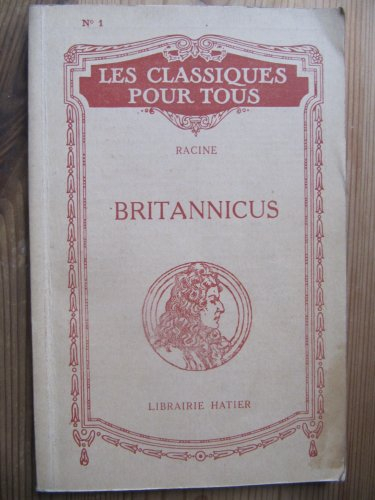 N° 1
LES CLASSIQUES
POUR TOUS
RACINE
BRITANNICUS
LIBRAIRIE HATIER